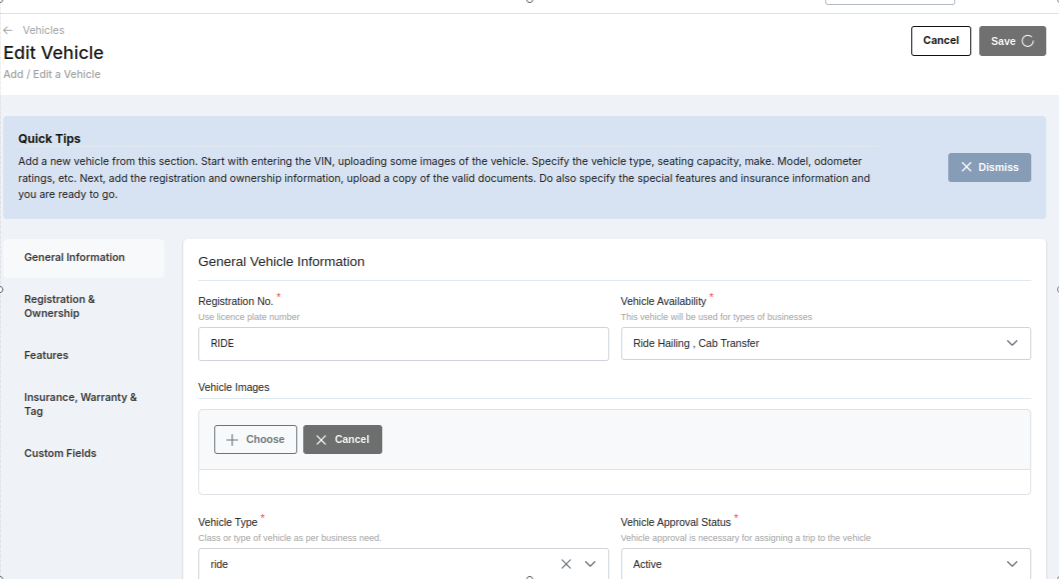 Vehicles
Edit Vehicle
Add / Edit a Vehicle
Cancel
Save
Quick Tips
Add a new vehicle from this section. Start with entering the VIN, uploading some images of the vehicle. Specify the vehicle type, seating capacity, make. Model, odometer
ratings, etc. Next, add the registration and ownership information, upload a copy of the valid documents. Do also specify the special features and insurance information and
you are ready to go.
Dismiss
General Information
Registration &
Ownership
Features
Insurance, Warranty &
Tag
Custom Fields
General Vehicle Information
Registration No. *
Use licence plate number
RIDE
Vehicle Availability *
This vehicle will be used for types of businesses
Ride Hailing , Cab Transfer
Vehicle Images
Choose
Cancel
Vehicle Type *
Class or type of vehicle as per business need.
ride
Vehicle Approval Status *
Vehicle approval is necessary for assigning a trip to the vehicle
Active